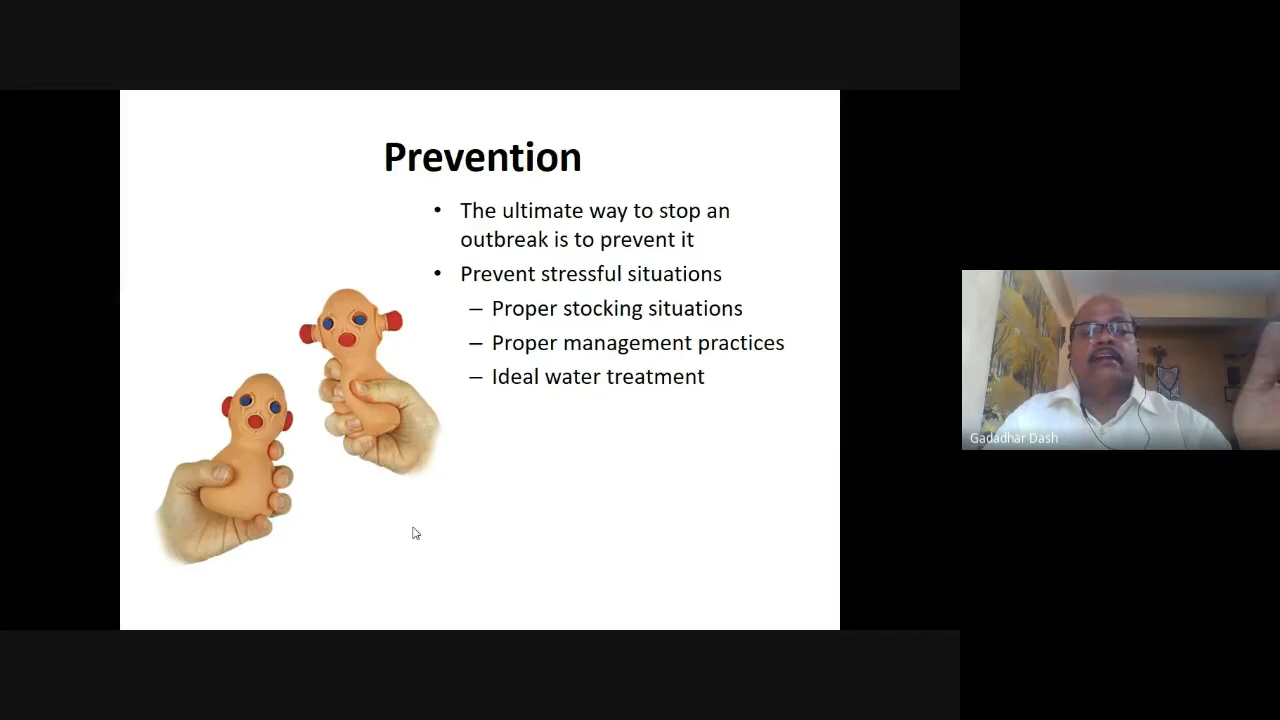 Prevention
• The ultimate way to stop an
outbreak is to prevent it
• Prevent stressful situations
– Proper stocking situations
– Proper management practices
– Ideal water treatment
Gadadhar Dash